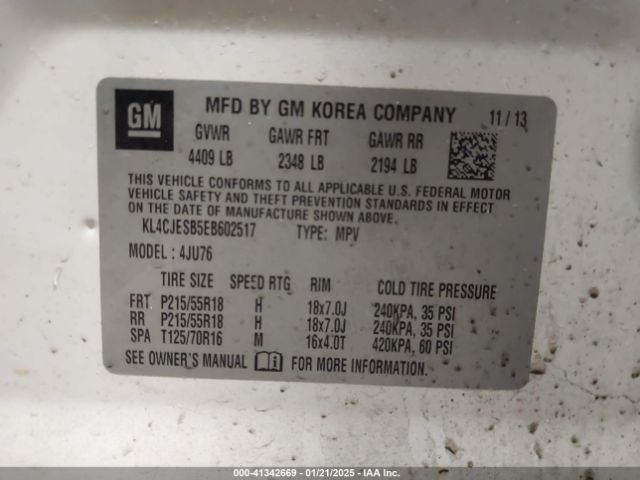 GM
MFD BY GM KOREA COMPANY 11/13
GVWR GAWR FRT GAWR RR
4409 LB 2348 LB 2194 LB
THIS VEHICLE CONFORMS TO ALL APPLICABLE U.S. FEDERAL MOTOR
VEHICLE SAFETY AND THEFT PREVENTION STANDARDS IN EFFECT
ON THE DATE OF MANUFACTURE SHOWN ABOVE.
KL4CJESB5EB602517 TYPE: MPV
MODEL : 4JU76
TIRE SIZE SPEED RTG RIM COLD TIRE PRESSURE
FRT P215/55R18 H 18x7.0J 240KPA, 35 PSI
RR P215/55R18 H 18x7.0J 240KPA, 35 PSI
SPA T125/70R16 M 16x4.0T 420KPA, 60 PSI
SEE OWNER'S MANUAL FOR MORE INFORMATION.
000-41342669 - 01/21/2025 - IAA Inc.